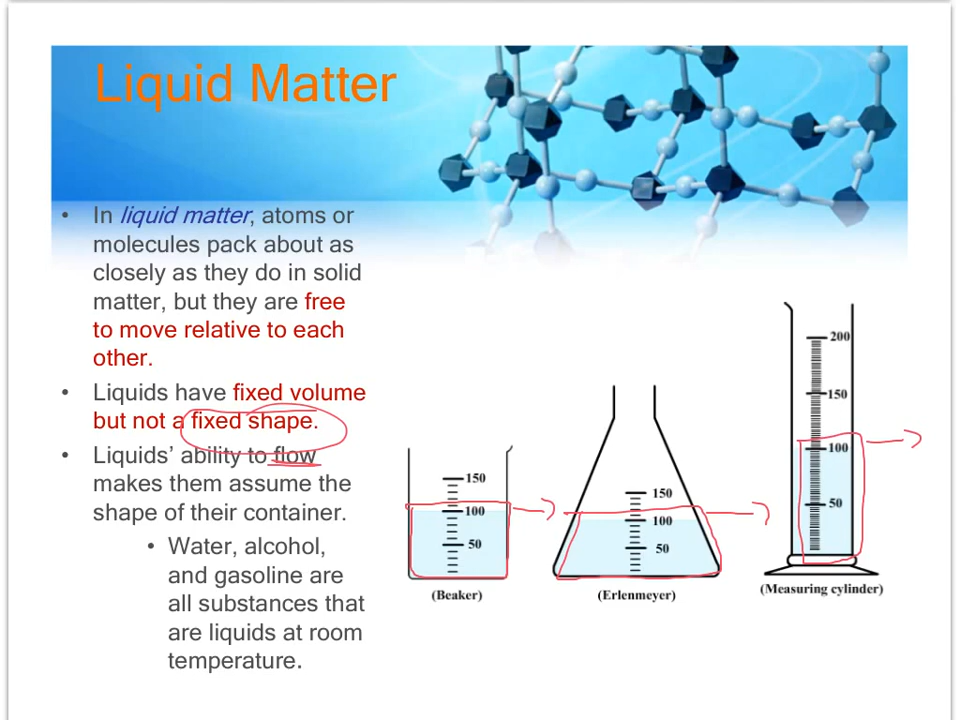 Liquid Matter
• In liquid matter, atoms or
molecules pack about as
closely as they do in solid
matter, but they are free
to move relative to each
other.
• Liquids have fixed volume
but not a fixed shape.
• Liquids’ ability to flow
makes them assume the
shape of their container.
• Water, alcohol,
and gasoline are
all substances that
are liquids at room
temperature.
150
100
50
(Beaker)
150
100
50
(Erlenmeyer)
200
150
100
50
(Measuring cylinder)